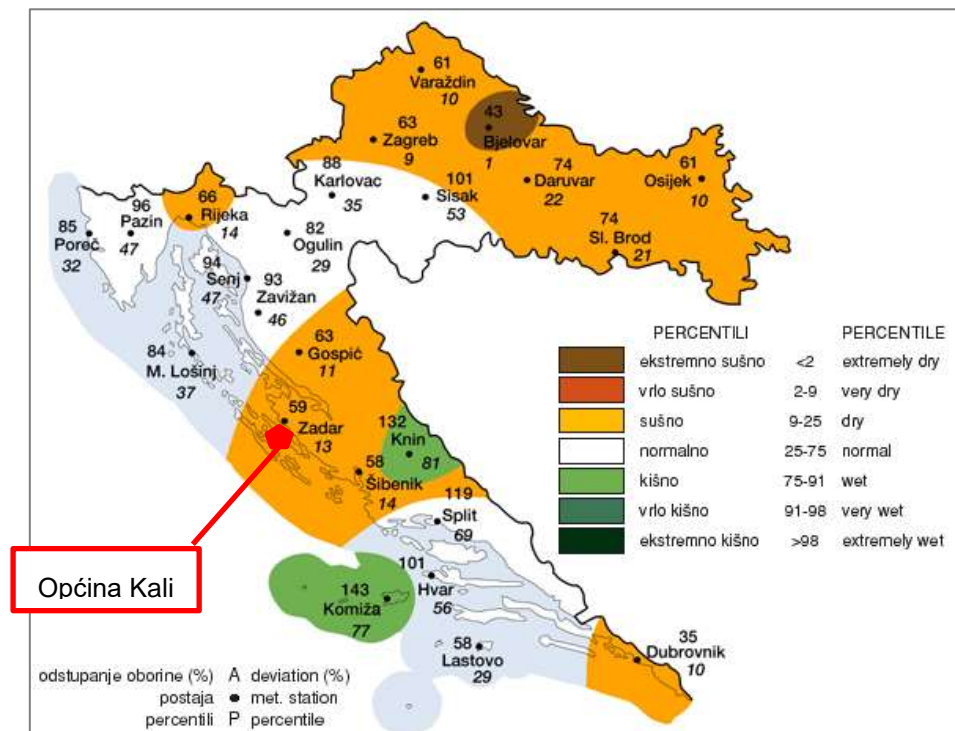 61
Varaždin
10
43
Bjelovar
1
63
Zagreb
9
74
Daruvar
22
61
Osijek
10
88
Karlovac
35
101
Sisak
53
74
Sl. Brod
21
66
Rijeka
14
96
Pazin
47
85
Poreč
32
82
Ogulin
29
94
Senj
47
93
Zavižan
46
84
M. Lošinj
37
63
Gospić
11
59
Zadar
13
132
Knin
81
58
Šibenik
14
119
Split
69
101
Hvar
56
143
Komiža
77
58
Lastovo
29
35
Dubrovnik
10
Općina Kali
PERCENTILI PERCENTILE
ekstremno sušno <2 extremely dry
vrlo sušno 2-9 very dry
sušno 9-25 dry
normalno 25-75 normal
kišno 75-91 wet
vrlo kišno 91-98 very wet
ekstremno kišno >98 extremely wet
odstupanje oborine (%) A deviation (%)
postaja met. station
percentili P percentile